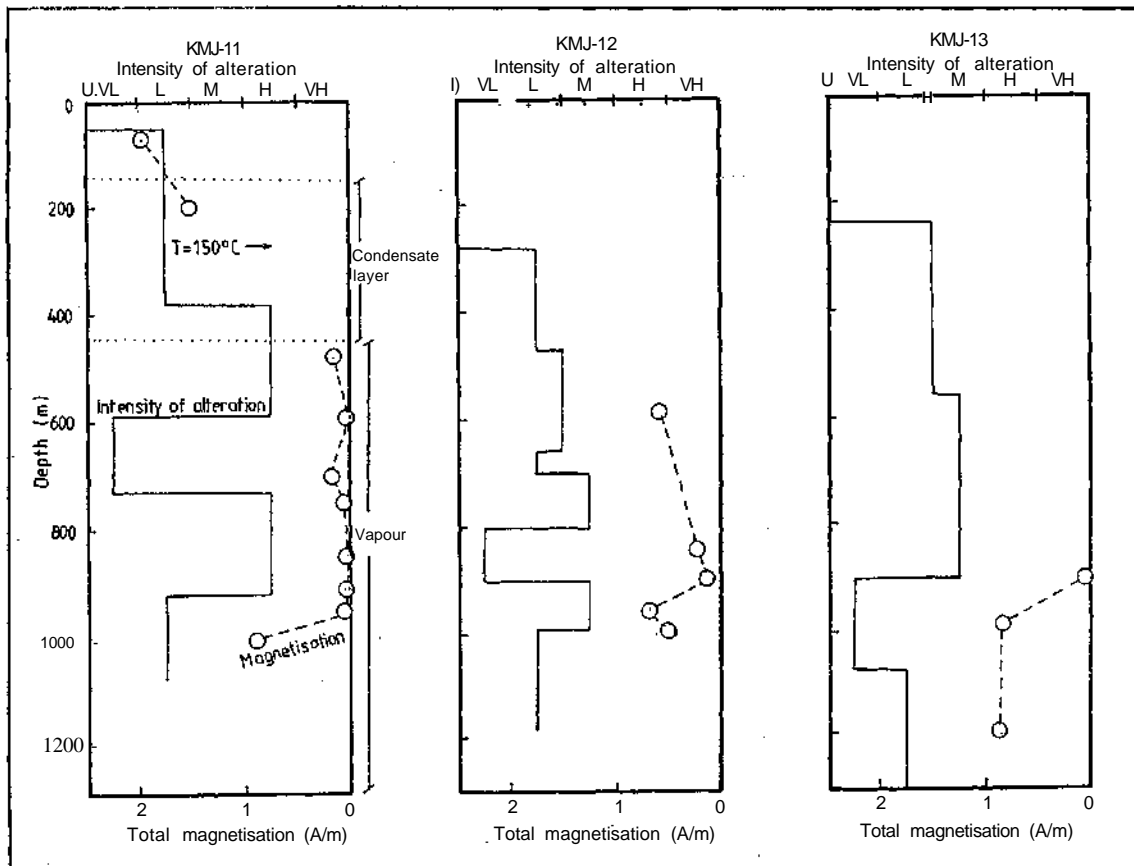 KMJ-11
Intensity of alteration
U.VL L M H VH
KMJ-12
Intensity of alteration
I) VL L M H VH
KMJ-13
Intensity of alteration
U VL L M H VH
0
200
400
600
800
1000
1200
Depth (m)
T=150°C
Condensate
layer
Intensity of alteration
Vapour
Magnetisation
2 1 0
Total magnetisation (A/m)
2 1 0
Total magnetisation (A/m)
2 1 0
Total magnetisation (A/m)